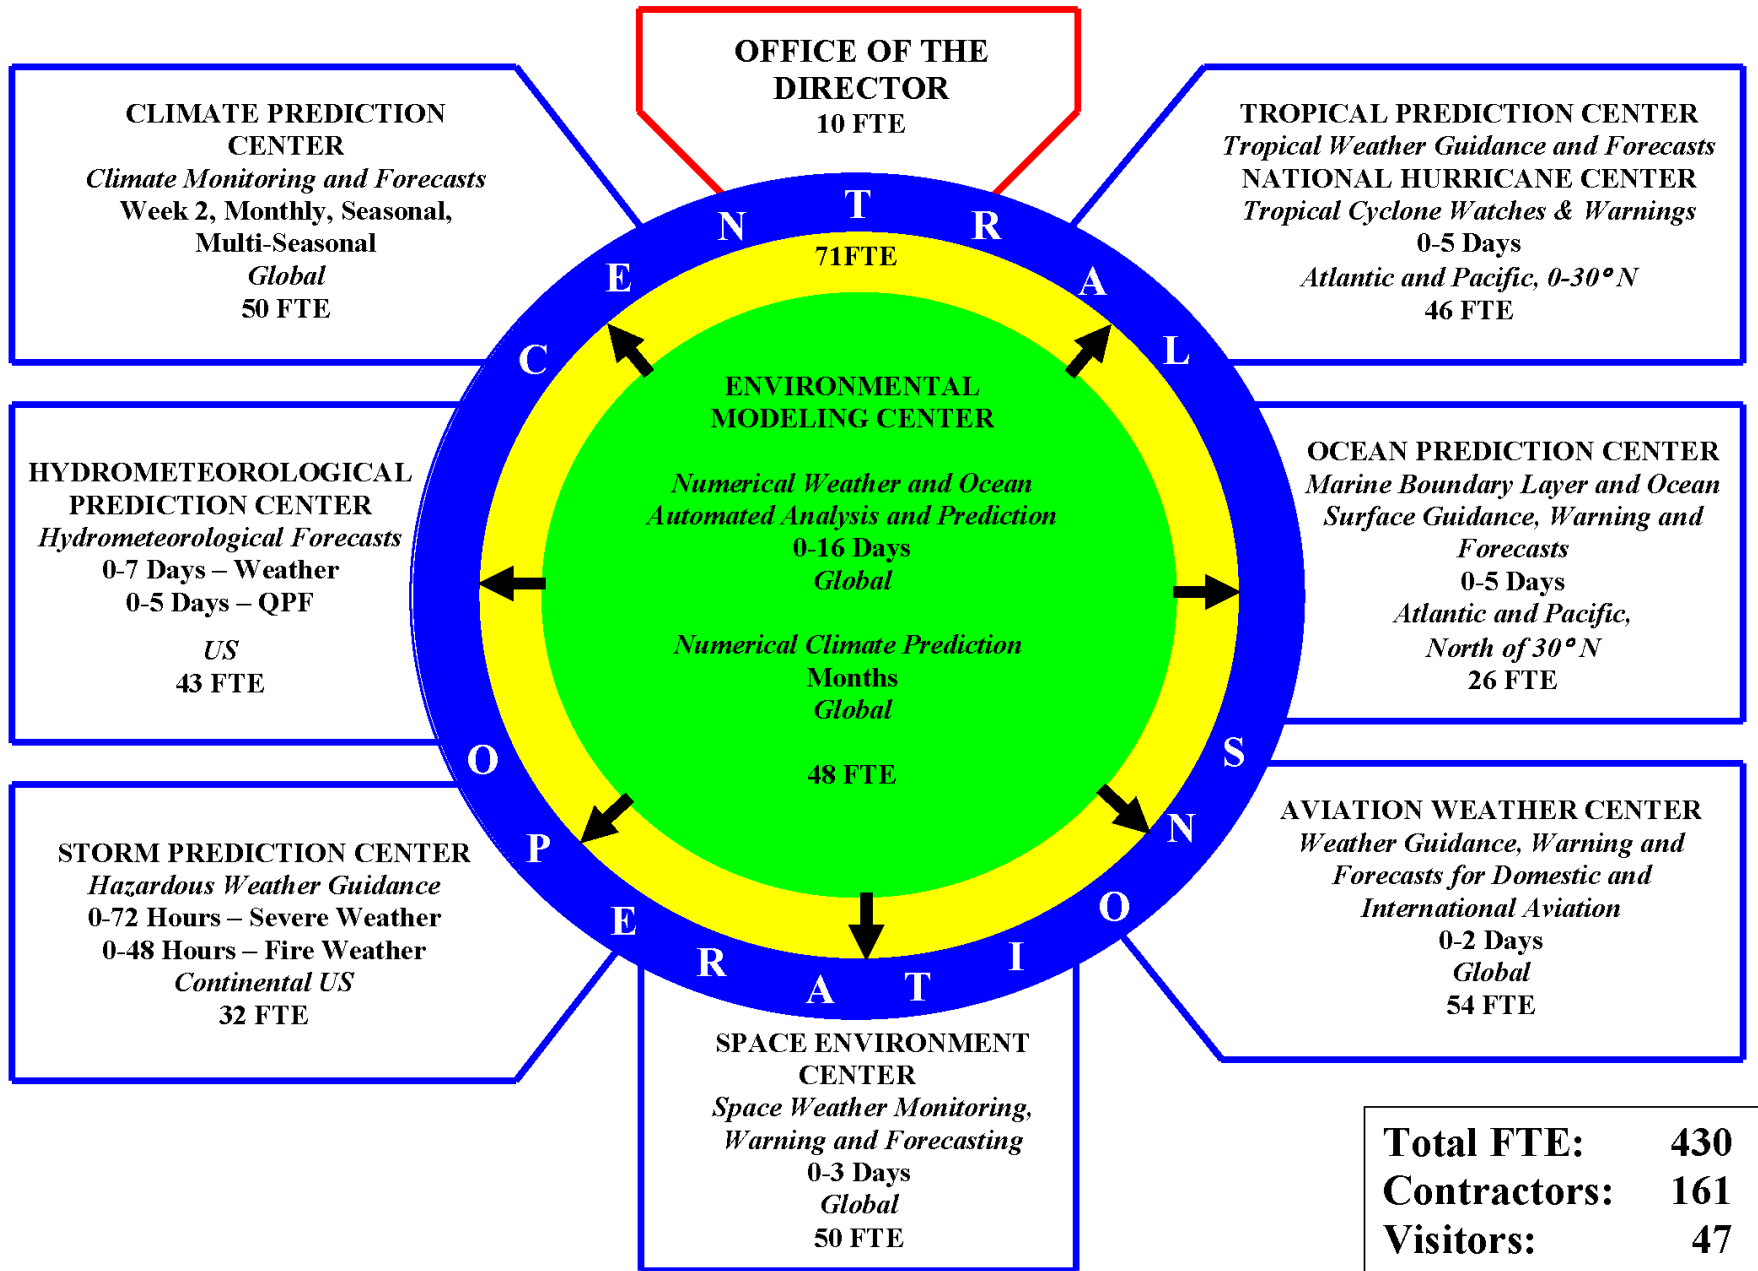 OFFICE OF THE
DIRECTOR
10 FTE
CLIMATE PREDICTION
CENTER
Climate Monitoring and Forecasts
Week 2, Monthly, Seasonal,
Multi-Seasonal
Global
50 FTE
TROPICAL PREDICTION CENTER
Tropical Weather Guidance and Forecasts
NATIONAL HURRICANE CENTER
Tropical Cyclone Watches & Warnings
0-5 Days
Atlantic and Pacific, 0-30° N
46 FTE
CENTRAL
OPERATIONS
71FTE
ENVIRONMENTAL
MODELING CENTER
Numerical Weather and Ocean
Automated Analysis and Prediction
0-16 Days
Global
Numerical Climate Prediction
Months
Global
48 FTE
HYDROMETEOROLOGICAL
PREDICTION CENTER
Hydrometeorological Forecasts
0-7 Days – Weather
0-5 Days – QPF
US
43 FTE
OCEAN PREDICTION CENTER
Marine Boundary Layer and Ocean
Surface Guidance, Warning and
Forecasts
0-5 Days
Atlantic and Pacific,
North of 30° N
26 FTE
STORM PREDICTION CENTER
Hazardous Weather Guidance
0-72 Hours – Severe Weather
0-48 Hours – Fire Weather
Continental US
32 FTE
AVIATION WEATHER CENTER
Weather Guidance, Warning and
Forecasts for Domestic and
International Aviation
0-2 Days
Global
54 FTE
SPACE ENVIRONMENT
CENTER
Space Weather Monitoring,
Warning and Forecasting
0-3 Days
Global
50 FTE
Total FTE: 430
Contractors: 161
Visitors: 47